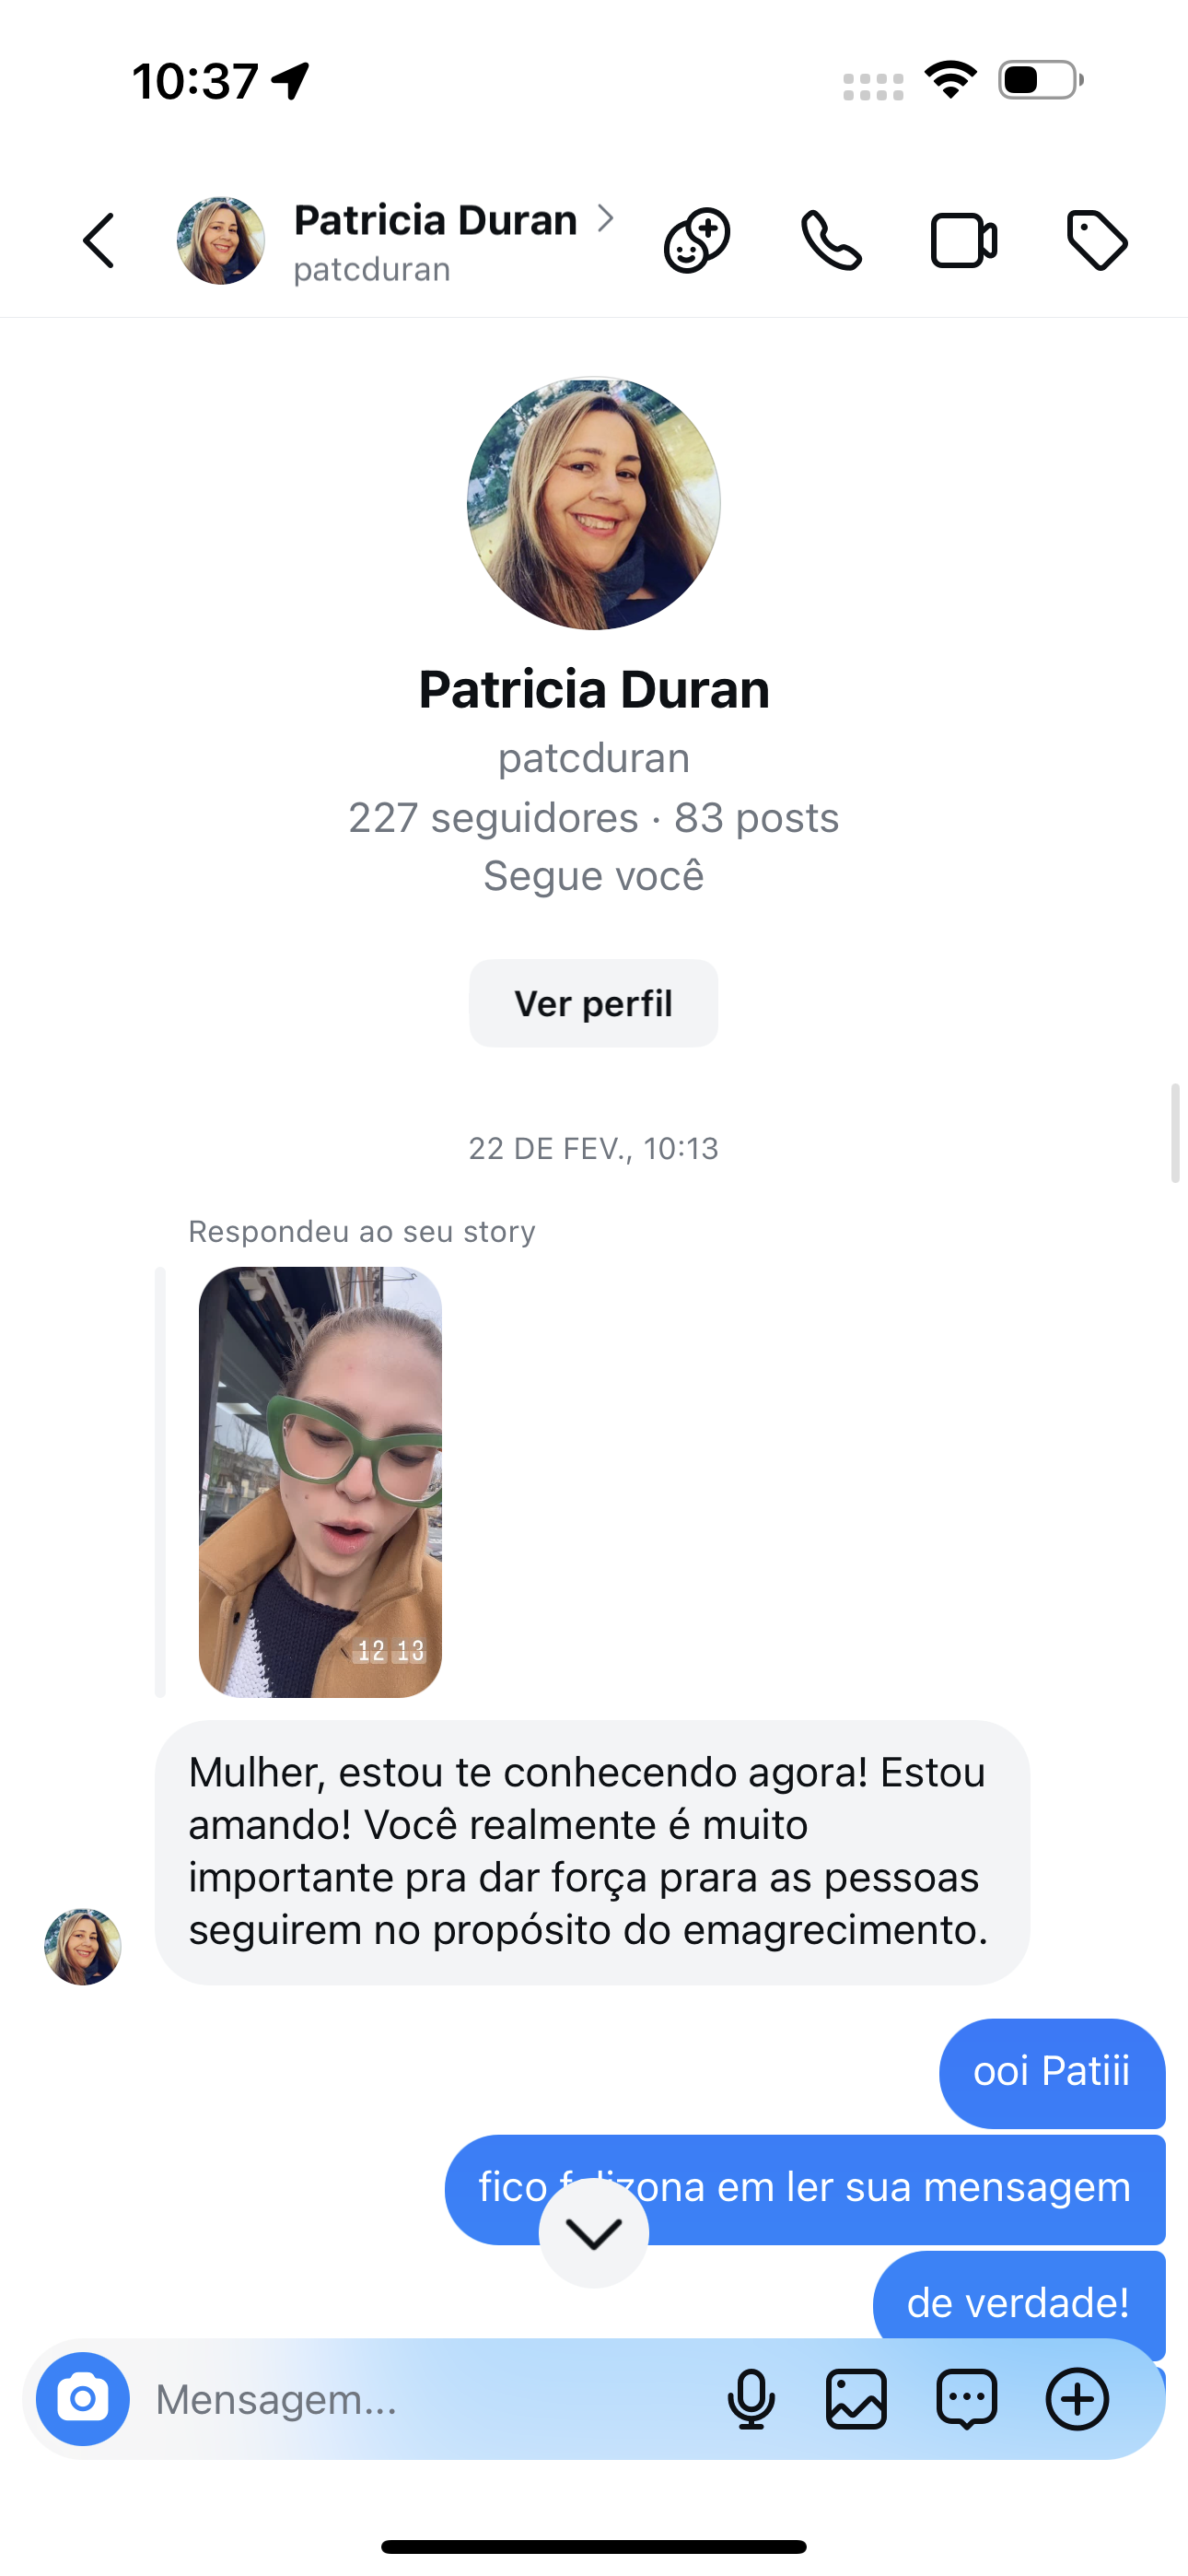 10:37
Patricia Duran
patcduran
Patricia Duran
patcduran
227 seguidores · 83 posts
Segue você
Ver perfil
22 DE FEV., 10:13
Respondeu ao seu story
12 13
Mulher, estou te conhecendo agora! Estou
amando! Você realmente é muito
importante pra dar força prara as pessoas
seguirem no propósito do emagrecimento.
ooi Patiii
fico felizona em ler sua mensagem
de verdade!
Mensagem...